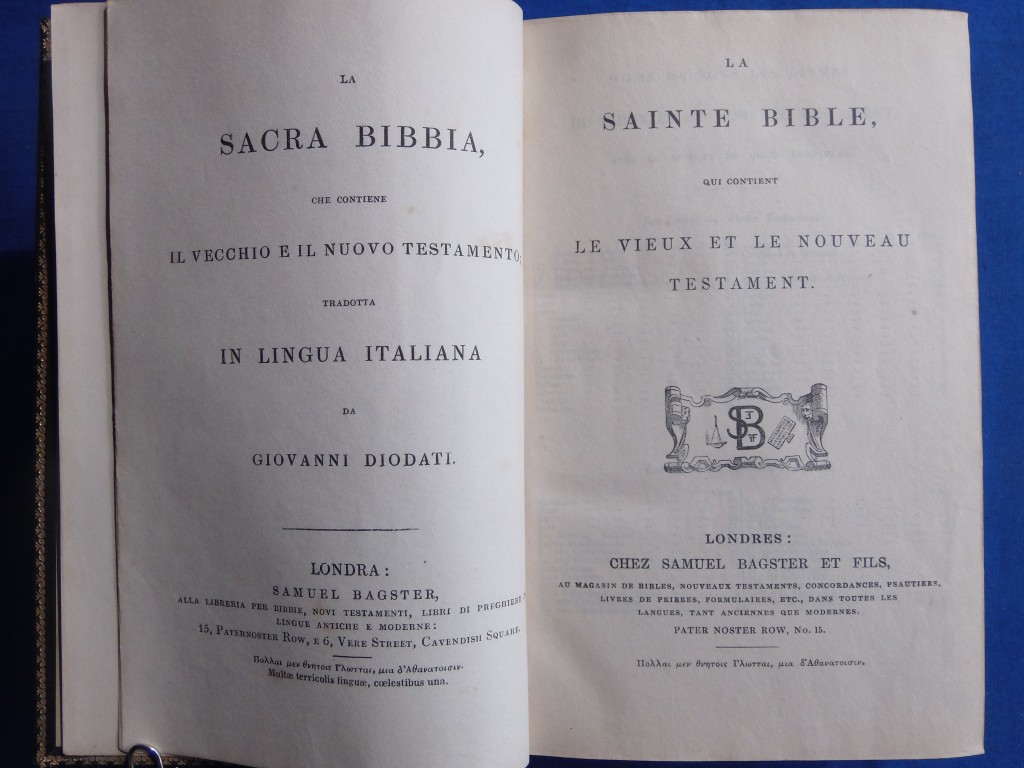 LA
SACRA BIBBIA,
CHE CONTIENE
IL VECCHIO E IL NUOVO TESTAMENTO:
TRADOTTA
IN LINGUA ITALIANA
DA
GIOVANNI DIODATI.
LONDRA:
SAMUEL BAGSTER,
ALLA LIBRERIA PER BIBBIE, NOVI TESTAMENTI, LIBRI DI PREGHIERE
LINGUE ANTICHE E MODERNE:
15, PATERNOSTER ROW, E 6, VERE STREET, CAVENDISH SQUARE.
Πολλαι μεν θνητοις Γλωτται, μια δ'Αθανατοισιν.
Multæ terricolis linguæ, cœlestibus una.
LA
SAINTE BIBLE,
QUI CONTIENT
LE VIEUX ET LE NOUVEAU
TESTAMENT.
SB
LONDRES:
CHEZ SAMUEL BAGSTER ET FILS,
AU MAGASIN DE BIBLES, NOUVEAUX TESTAMENTS, CONCORDANCES, PSAUTIERS,
LIVRES DE PRIERES, FORMULAIRES, ETC., DANS TOUTES LES
LANGUES, TANT ANCIENNES QUE MODERNES.
PATER NOSTER ROW, No. 15.
Πολλαι μεν θνητοις Γλωτται, μια δ'Αθανατοισιν.